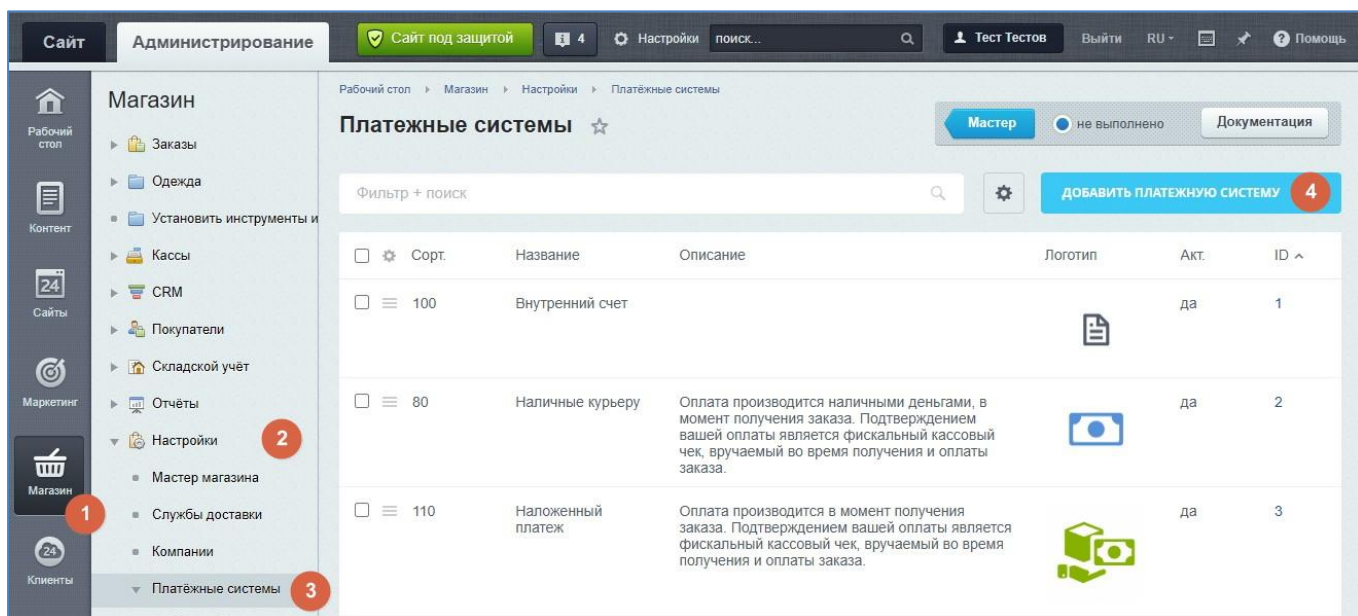 Сайт
Администрирование
Сайт под защитой
4
Настройки
поиск...
Тест Тестов
Выйти
RU
Помощь
Рабочий
стол
Контент
24
Сайты
Маркетинг
Магазин
1
24
Клиенты
Магазин
Заказы
Одежда
Установить инструменты и
Кассы
CRM
Покупатели
Складской учёт
Отчёты
Настройки
2
Мастер магазина
Службы доставки
Компании
Платёжные системы
3
Рабочий стол Магазин Настройки Платёжные системы
Платежные системы
Мастер
не выполнено
Документация
Фильтр + поиск
ДОБАВИТЬ ПЛАТЕЖНУЮ СИСТЕМУ
4
Сорт. Название Описание Логотип Акт. ID
100 Внутренний счет да 1
80 Наличные курьеру Оплата производится наличными деньгами, в да 2
момент получения заказа. Подтверждением
вашей оплаты является фискальный кассовый
чек, вручаемый во время получения и оплаты
заказа.
110 Наложенный Оплата производится в момент получения да 3
платеж заказа. Подтверждением вашей оплаты является
фискальный кассовый чек, вручаемый во время
получения и оплаты заказа.